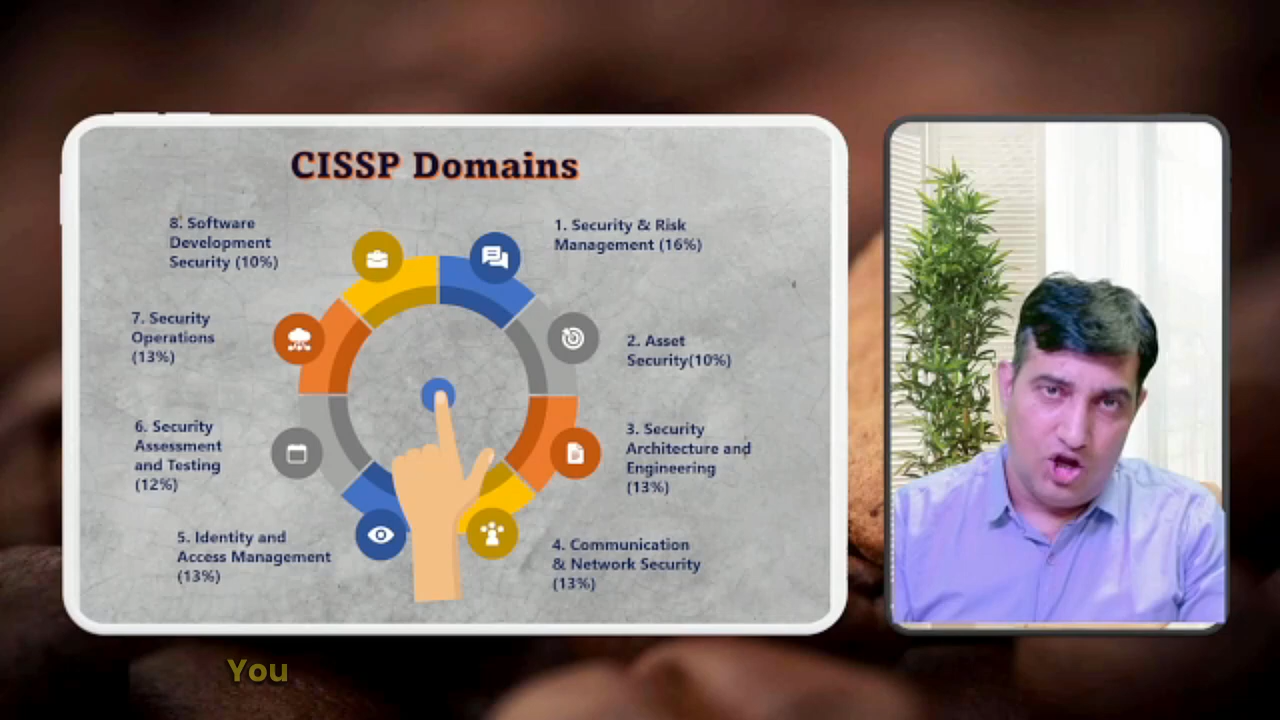 CISSP Domains
1. Security & Risk
Management (16%)
2. Asset
Security(10%)
3. Security
Architecture and
Engineering
(13%)
4. Communication
& Network Security
(13%)
5. Identity and
Access Management
(13%)
6. Security
Assessment
and Testing
(12%)
7. Security
Operations
(13%)
8. Software
Development
Security (10%)
You